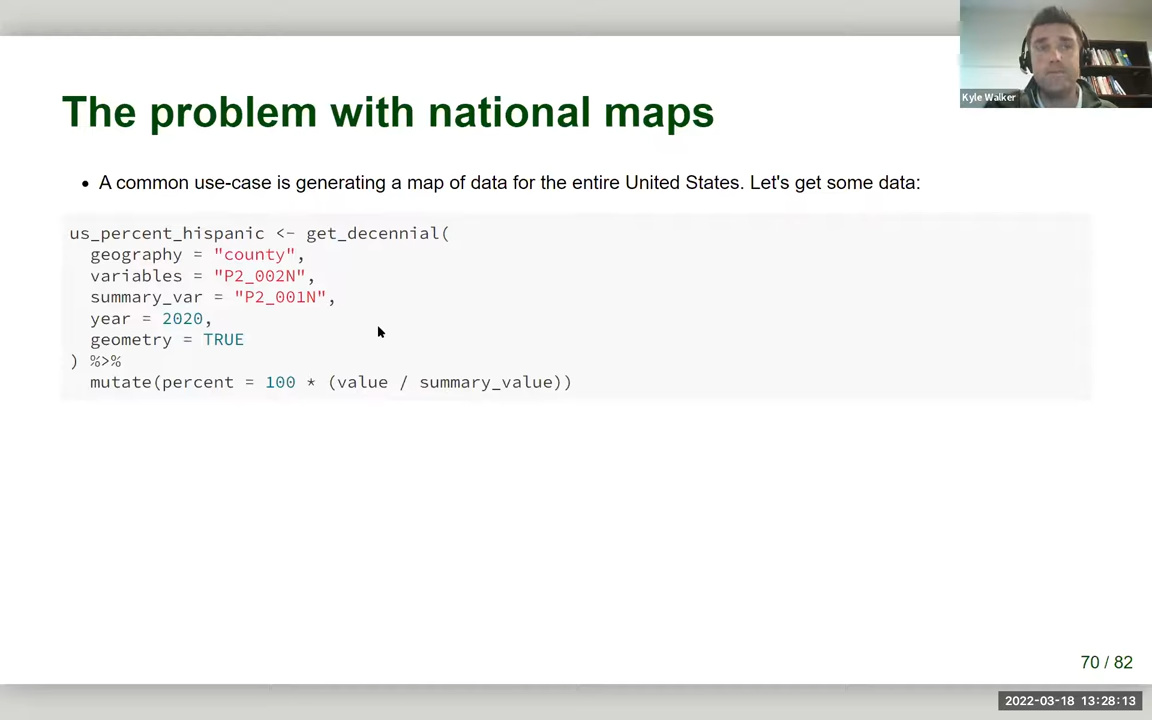 The problem with national maps
Kyle Walker
• A common use-case is generating a map of data for the entire United States. Let's get some data:
us_percent_hispanic <- get_decennial(
  geography = "county",
  variables = "P2_002N",
  summary_var = "P2_001N",
  year = 2020,
  geometry = TRUE
) %>%
  mutate(percent = 100 * (value / summary_value))
70 / 82
2022-03-18 13:28:13